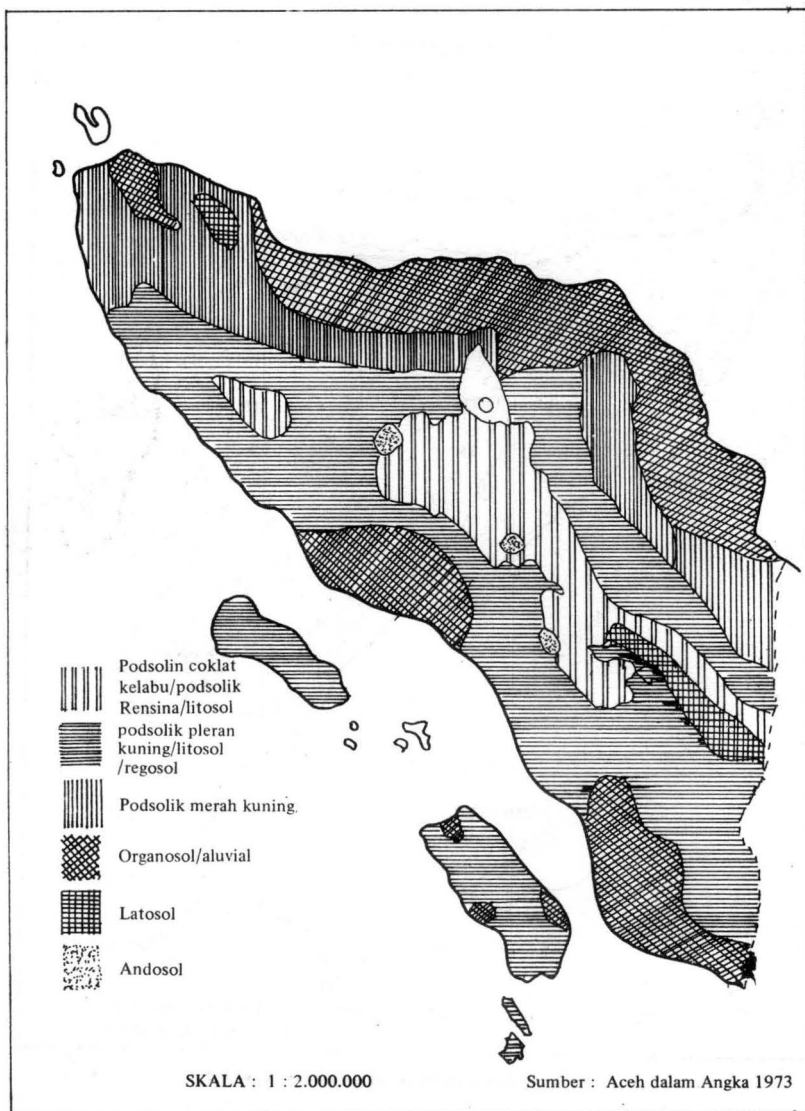 Podsolin coklat
kelabu/podsolik
Rensina/litosol
podsolik pleran
kuning/litosol
/regosol
Podsolik merah kuning.
Organosol/aluvial
Latosol
Andosol
SKALA : 1 : 2.000.000
Sumber : Aceh dalam Angka 1973